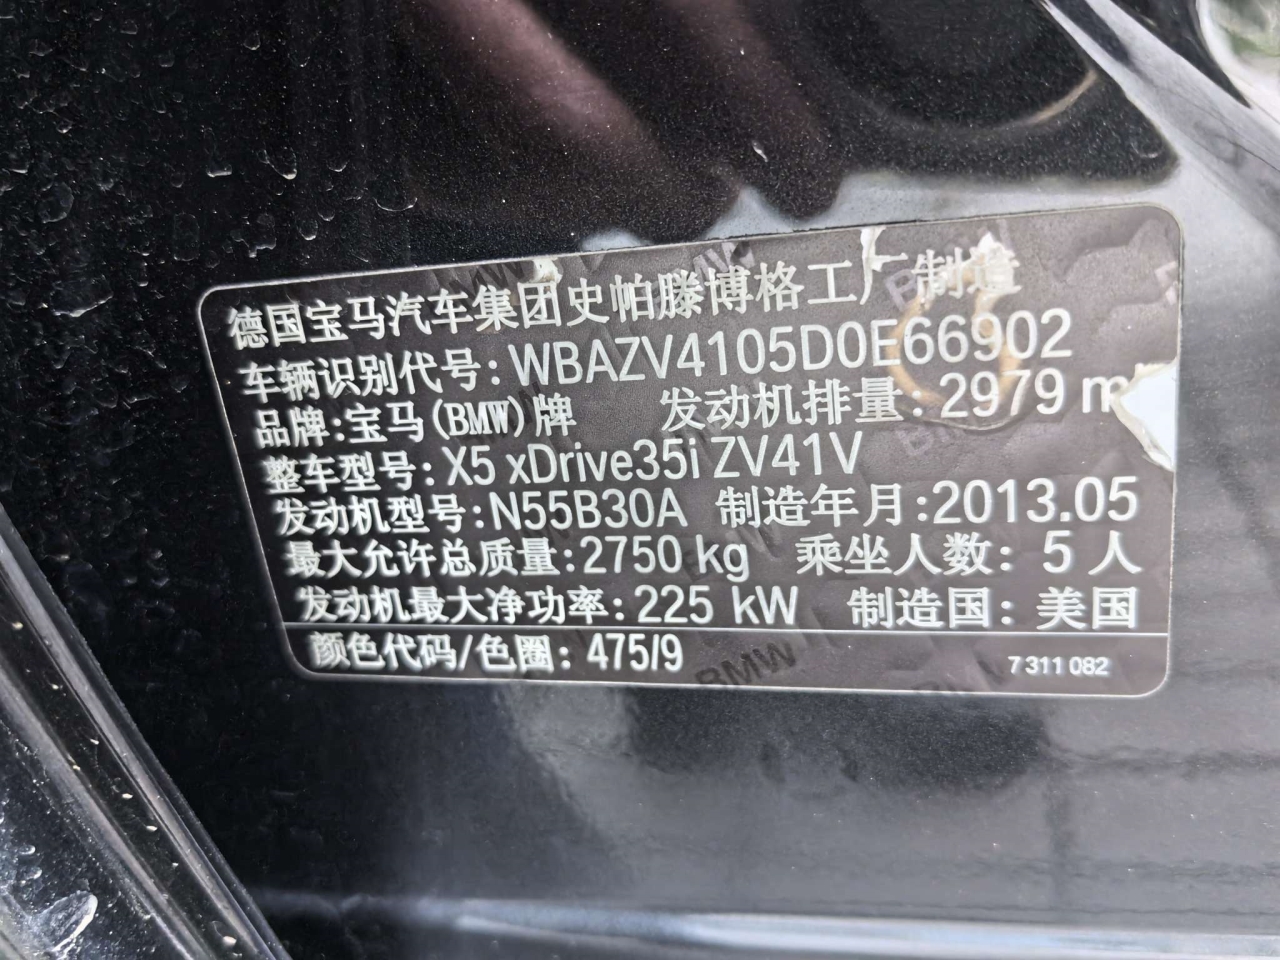 德国宝马汽车集团史帕滕博格工厂制造
车辆识别代号: WBAZV4105D0E66902
品牌:宝马(BMW)牌 发动机排量: 2979 m
整车型号: X5 xDrive35i ZV41V
发动机型号:N55B30A 制造年月:2013.05
最大允许总质量:2750 kg 乘坐人数: 5 人
发动机最大净功率:225 kW 制造国: 美国
颜色代码/色圈: 475/9 7 311 082
BMW